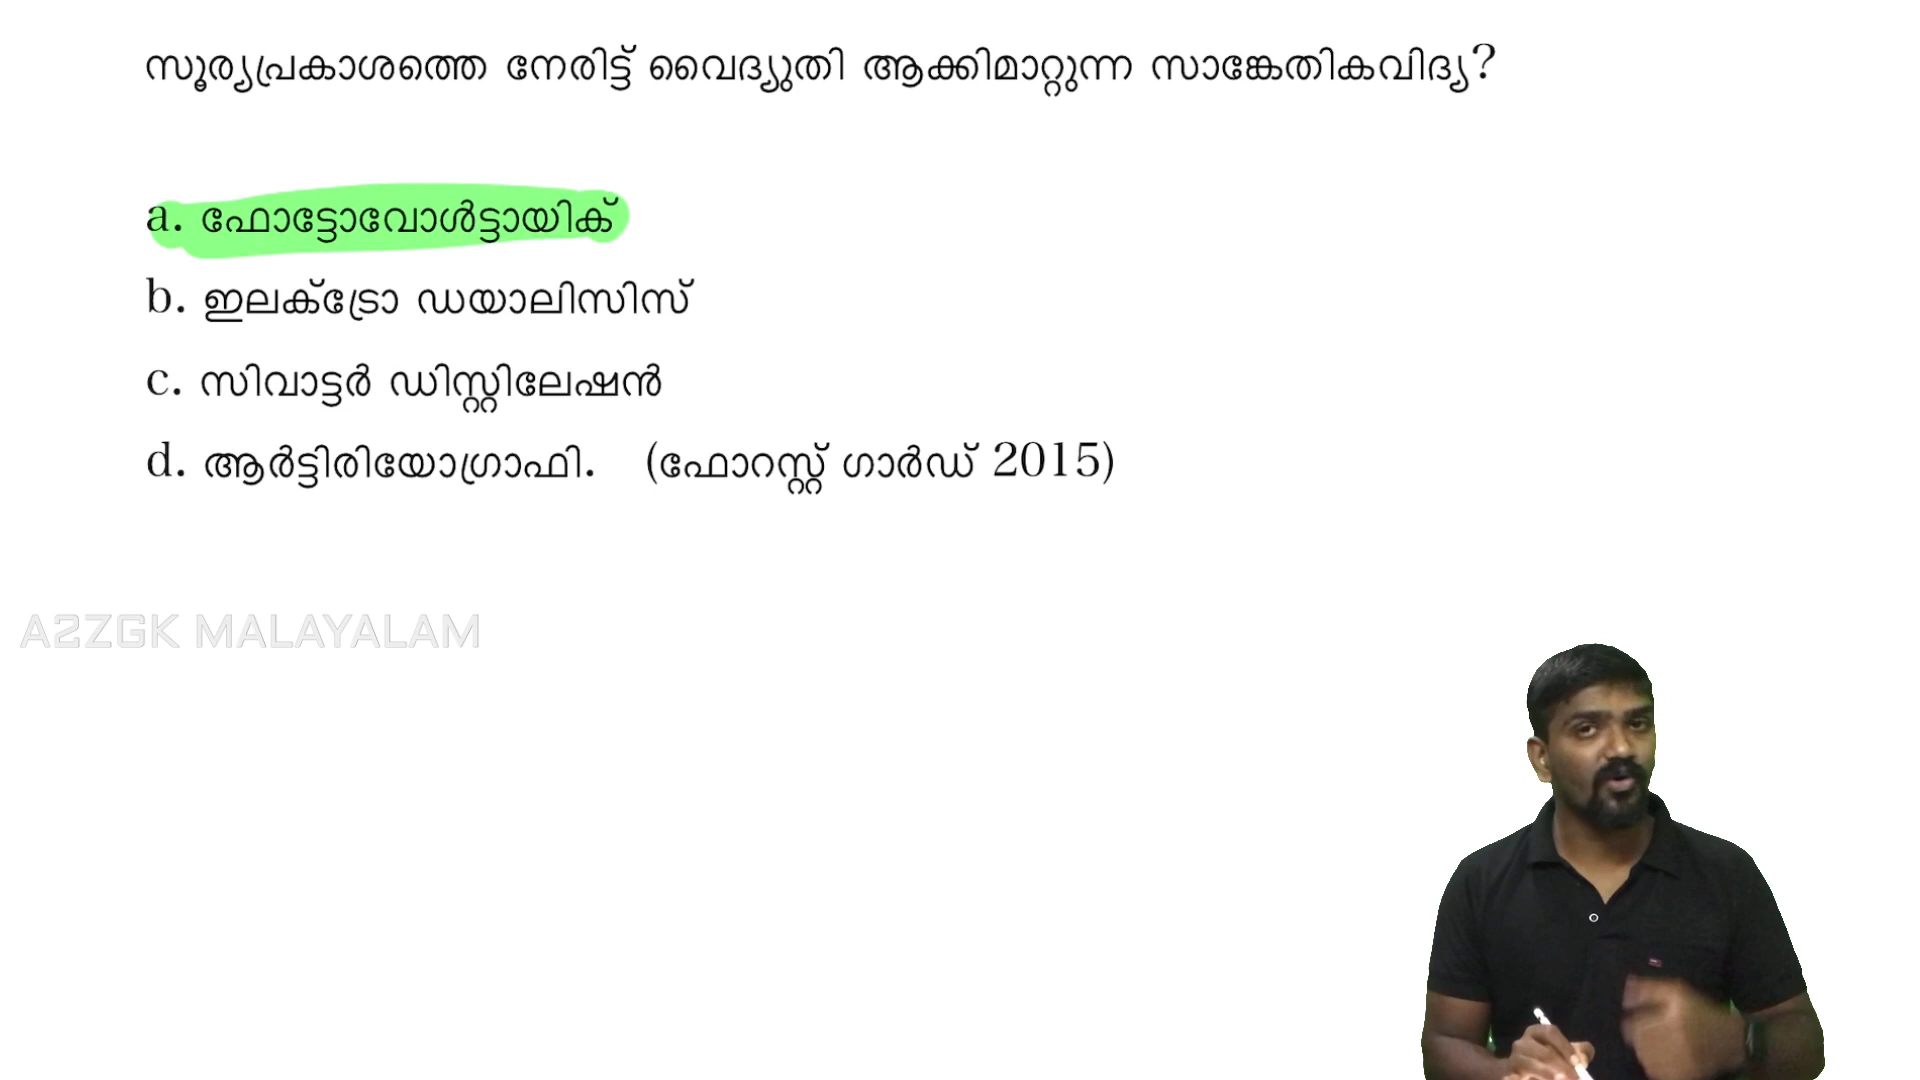 സൂര്യപ്രകാശത്തെ നേരിട്ട് വൈദ്യുതി ആക്കിമാറ്റുന്ന സാങ്കേതികവിദ്യ?
a. ഫോട്ടോവോൾട്ടായിക്
b. ഇലക്ട്രോ ഡയാലിസിസ്
c. സിവാട്ടർ ഡിസ്റ്റിലേഷൻ
d. ആർട്ടിരിയോഗ്രാഫി. (ഫോറസ്റ്റ് ഗാർഡ് 2015)
A2ZGK MALAYALAM